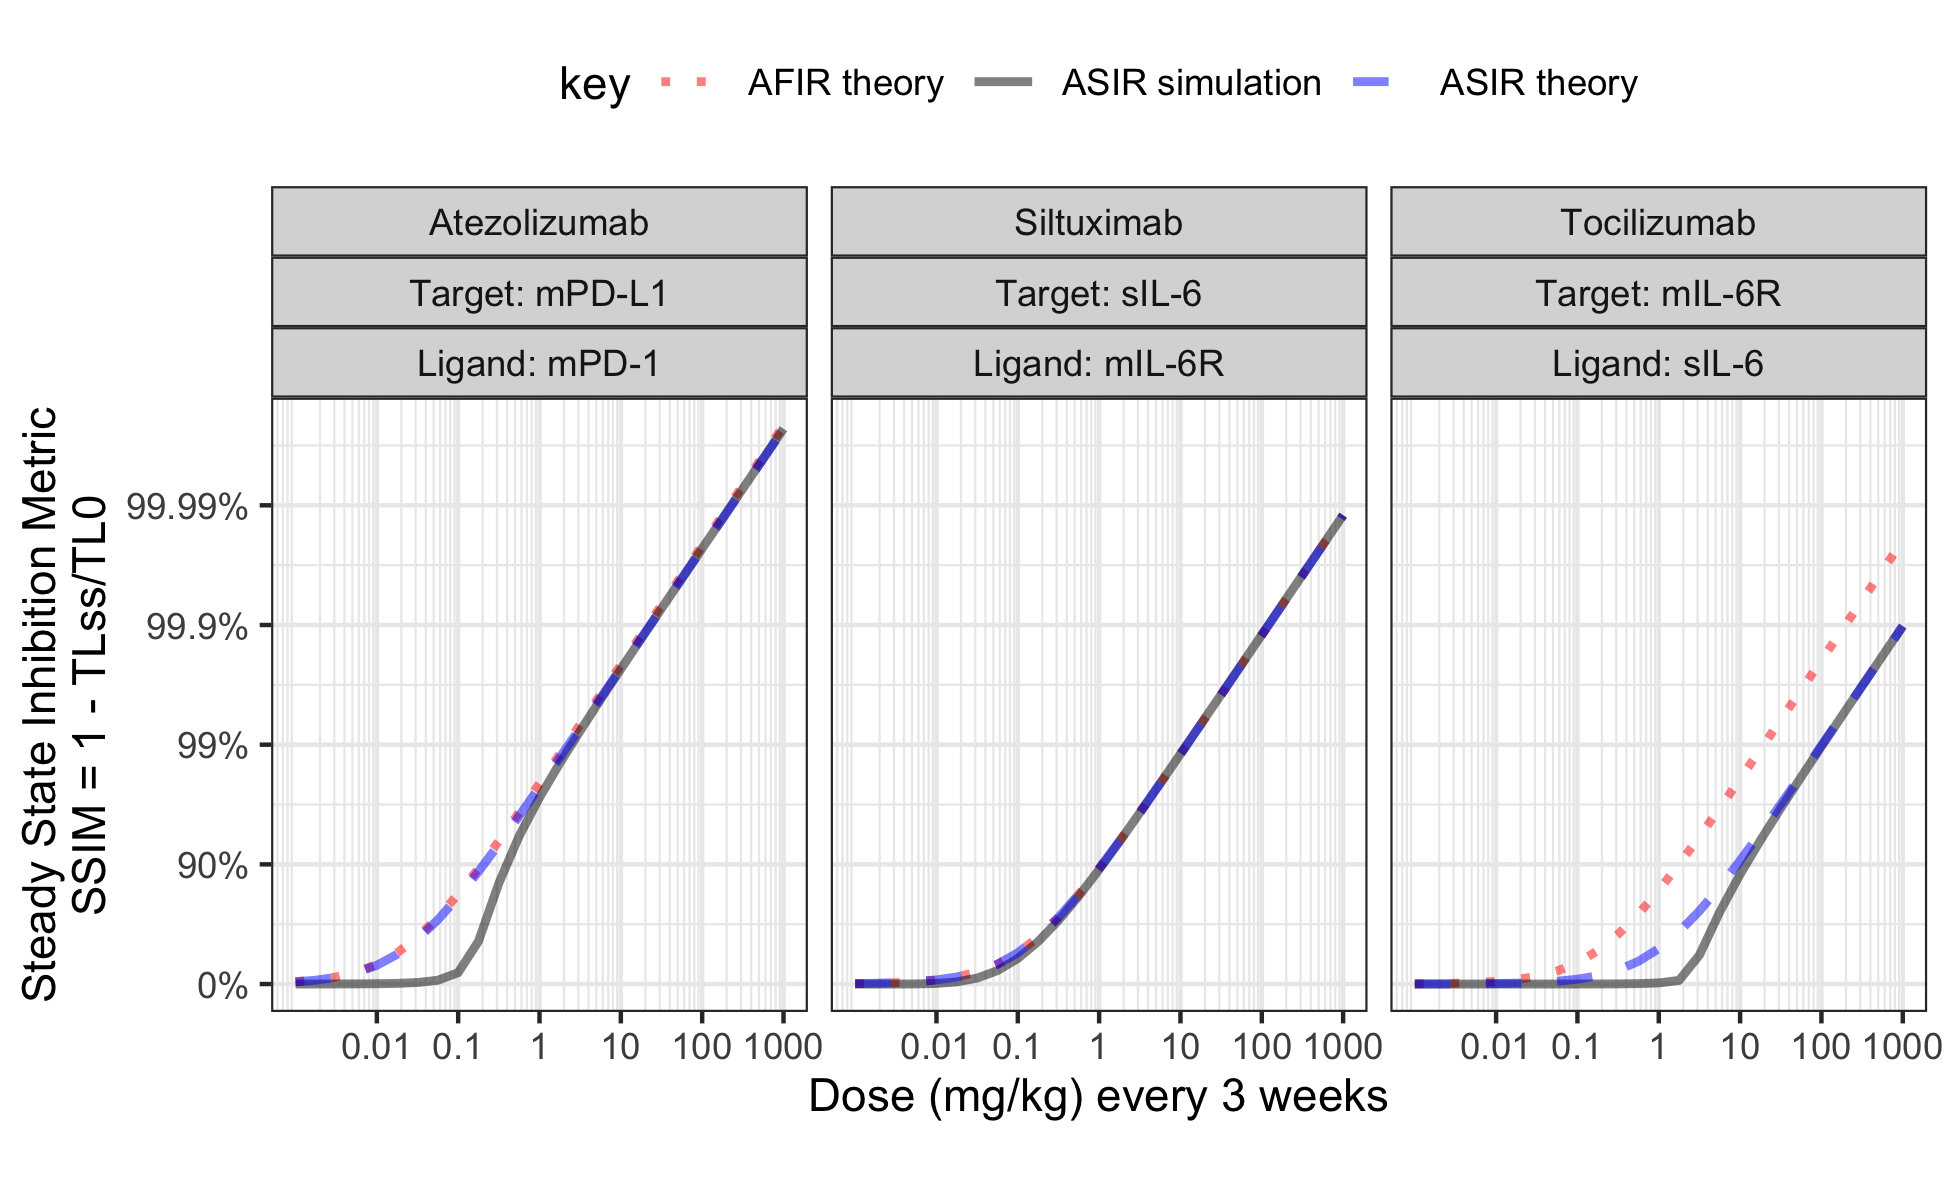 key AFIR theory ASIR simulation ASIR theory
Atezolizumab Siltuximab Tocilizumab
Target: mPD-L1 Target: sIL-6 Target: mIL-6R
Ligand: mPD-1 Ligand: mIL-6R Ligand: sIL-6
Steady State Inhibition Metric
SSIM = 1 - TLss/TL0
99.99%
99.9%
99%
90%
0%
0.01 0.1 1 10 100 1000 0.01 0.1 1 10 100 1000 0.01 0.1 1 10 100 1000
Dose (mg/kg) every 3 weeks